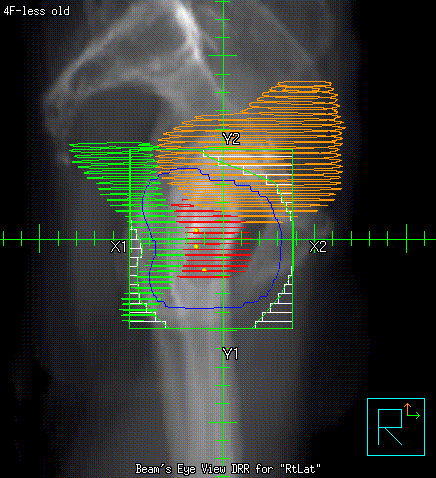 4F-less old
Y2
X1
X2
Y1
R
Beam's Eye View DRR for "RtLat"